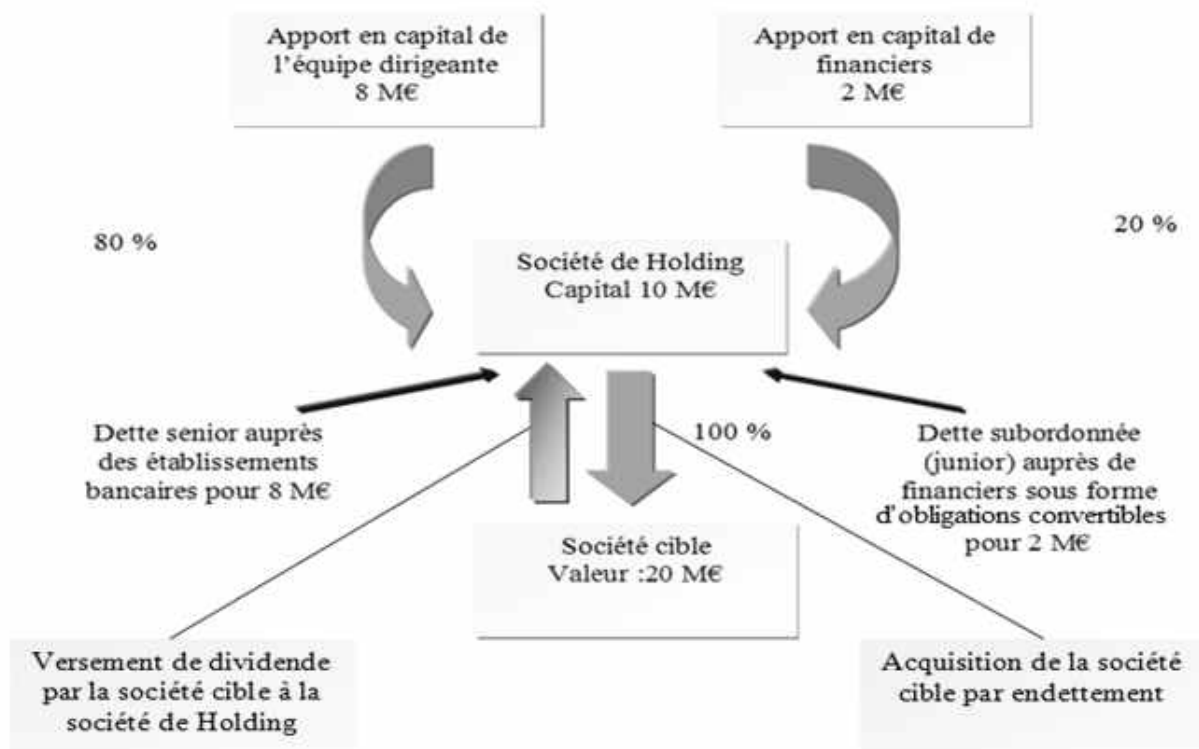 Apport en capital de
l'équipe dirigeante
8 M€
Apport en capital de
financiers
2 M€
80 %
20 %
Société de Holding
Capital 10 M€
Dette senior auprès
des établissements
bancaires pour 8 M€
100 %
Dette subordonnée
(junior) auprès de
financiers sous forme
d'obligations convertibles
pour 2 M€
Société cible
Valeur :20 M€
Versement de dividende
par la société cible à la
société de Holding
Acquisition de la société
cible par endettement